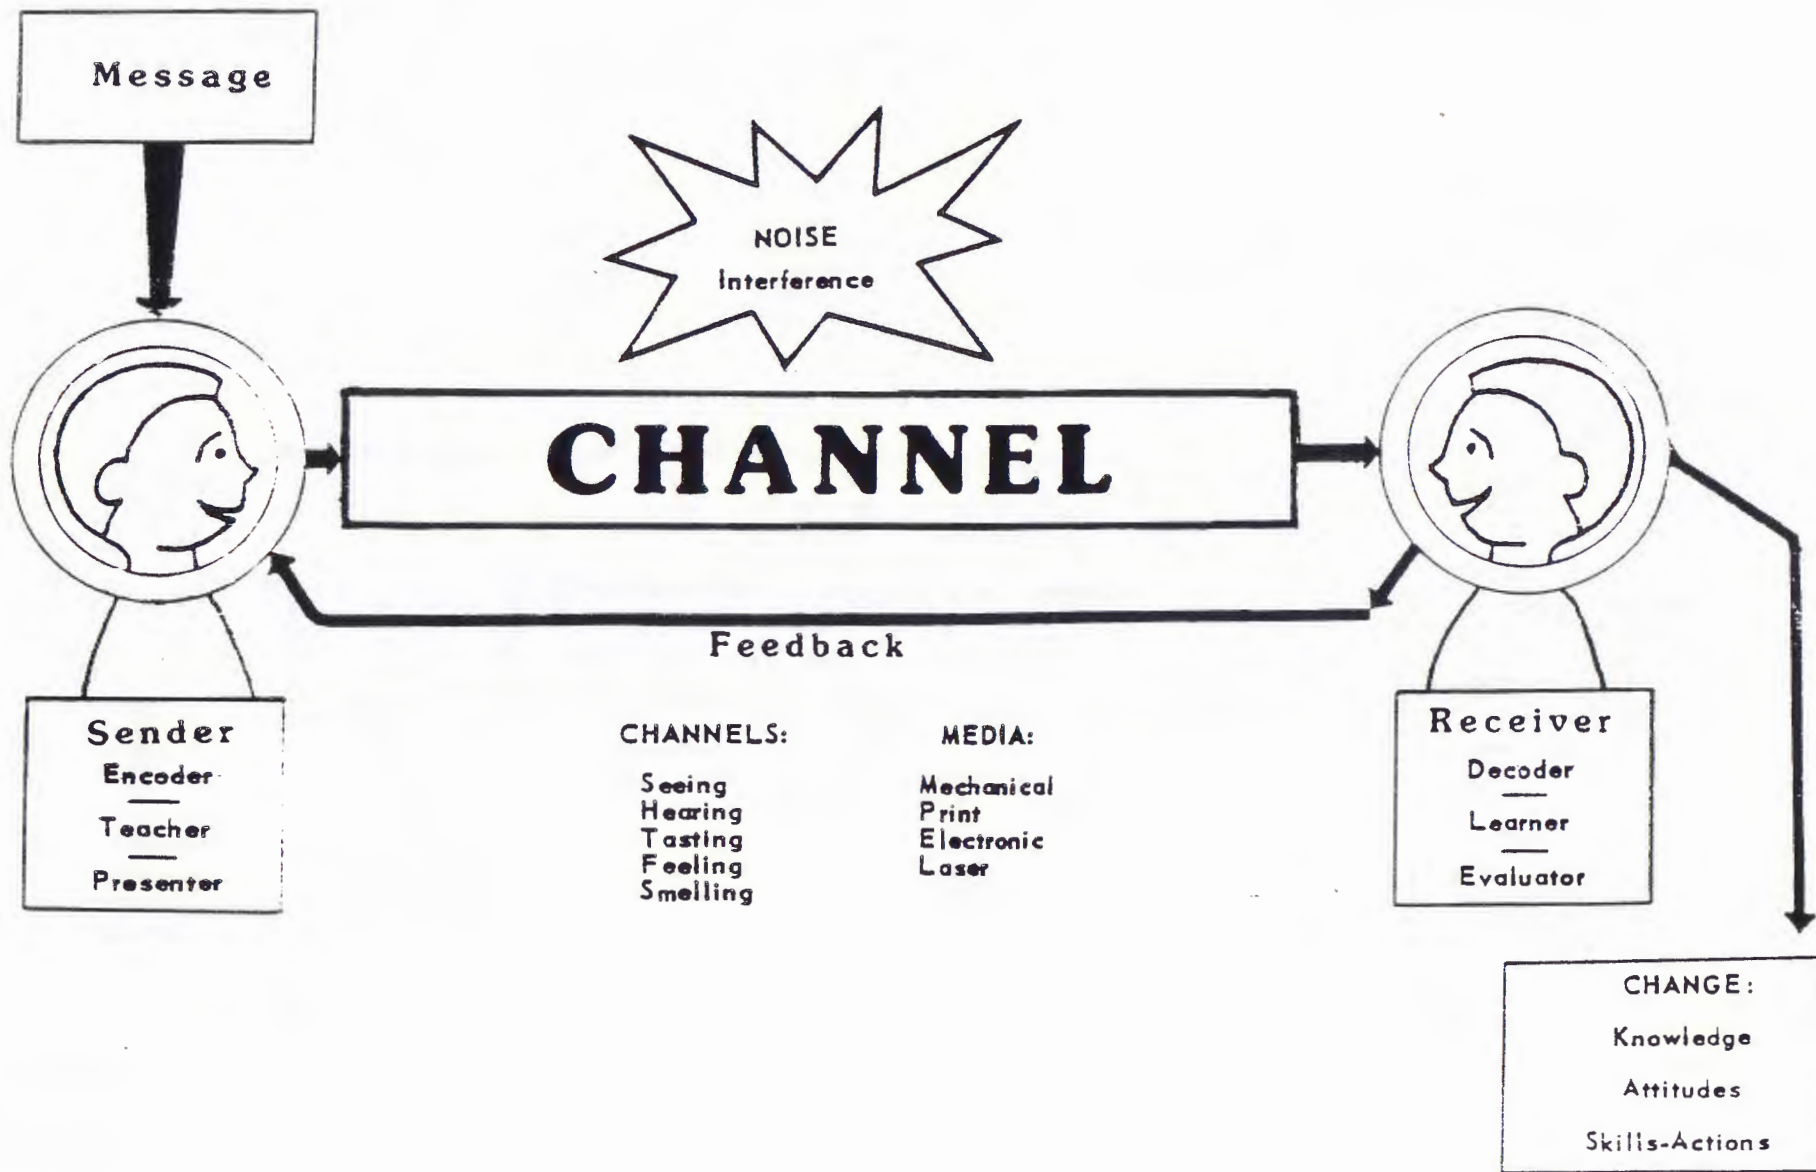 Message
NOISE
Interference
CHANNEL
Feedback
Sender
Encoder
Teacher
Presenter
CHANNELS:
Seeing
Hearing
Tasting
Feeling
Smelling
MEDIA:
Mechanical
Print
Electronic
Laser
Receiver
Decoder
Learner
Evaluator
CHANGE:
Knowledge
Attitudes
Skills-Actions